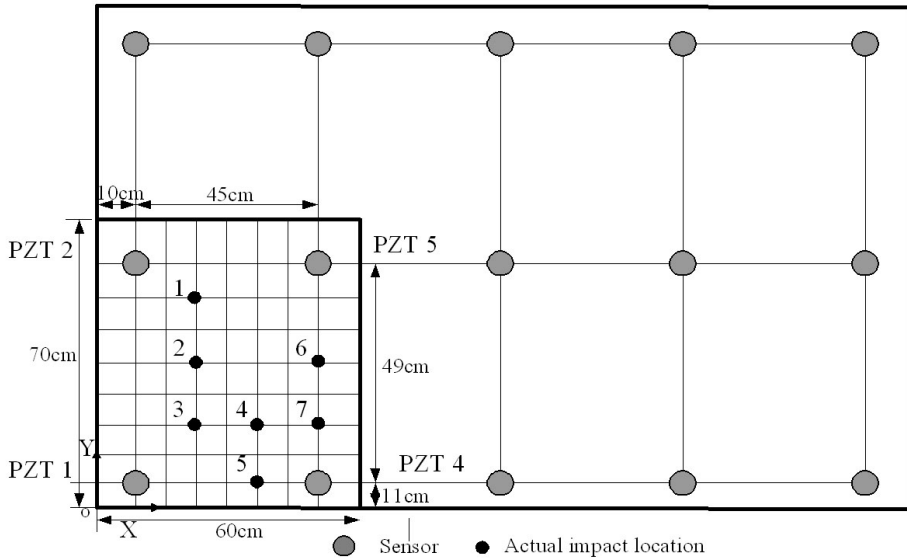 10cm
45cm
PZT 2
PZT 5
1
2
6
70cm
49cm
3
4
7
Y
PZT 1
5
PZT 4
11cm
o
X
60cm
Sensor
Actual impact location